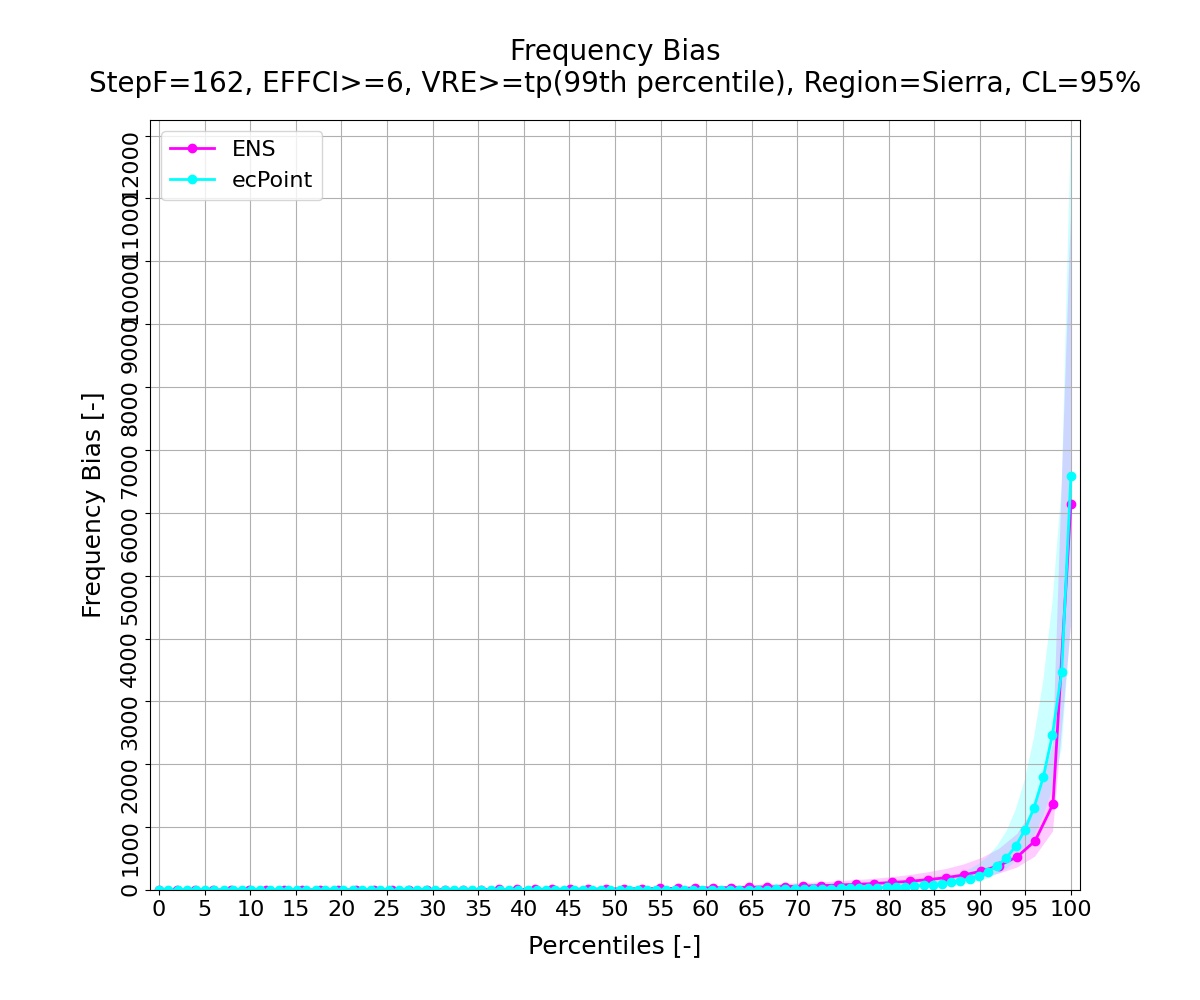 Frequency Bias
StepF=162, EFFCI>=6, VRE>=tp(99th percentile), Region=Sierra, CL=95%
ENS
ecPoint
Frequency Bias [-]
12000
11000
10000
9000
8000
7000
6000
5000
4000
3000
2000
1000
0
0 5 10 15 20 25 30 35 40 45 50 55 60 65 70 75 80 85 90 95 100
Percentiles [-]